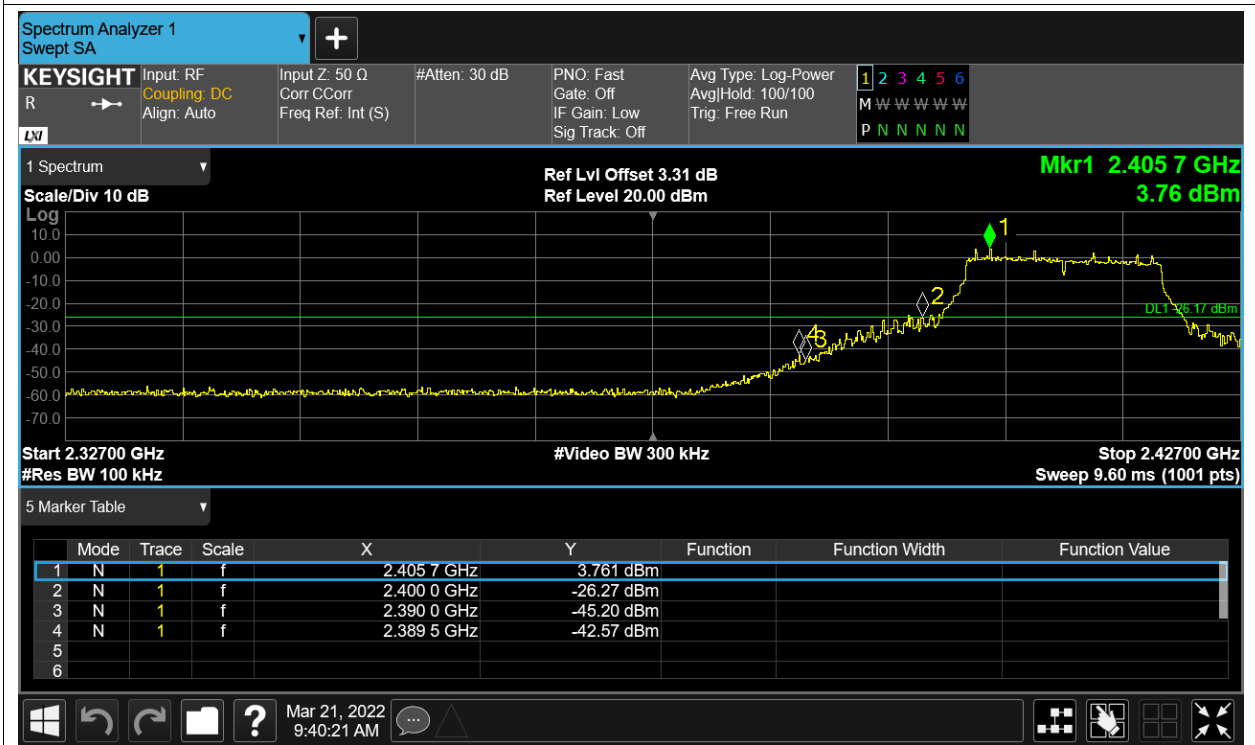 Spectrum Analyzer 1
Swept SA
+
KEYSIGHT Input: RF Input Z: 50 Ω #Atten: 30 dB PNO: Fast Avg Type: Log-Power 1 2 3 4 5 6
R Coupling: DC Corr CCorr Gate: Off Avg|Hold: 100/100 M W W W W W
Align: Auto Freq Ref: Int (S) IF Gain: Low Trig: Free Run
LXI Sig Track: Off P N N N N N
1 Spectrum Ref Lvl Offset 3.31 dB Mkr1 2.405 7 GHz
Scale/Div 10 dB Ref Level 20.00 dBm 3.76 dBm
Log
1
10.0
0.00
-10.0
-20.0
2
DL1 -26.17 dBm
-30.0
4 3
-40.0
-50.0
-60.0
-70.0
Start 2.32700 GHz #Video BW 300 kHz Stop 2.42700 GHz
#Res BW 100 kHz Sweep 9.60 ms (1001 pts)
5 Marker Table
Mode Trace Scale X Y Function Function Width Function Value
1 N 1 f 2.405 7 GHz 3.761 dBm
2 N 1 f 2.400 0 GHz -26.27 dBm
3 N 1 f 2.390 0 GHz -45.20 dBm
4 N 1 f 2.389 5 GHz -42.57 dBm
5
6
? Mar 21, 2022
9:40:21 AM